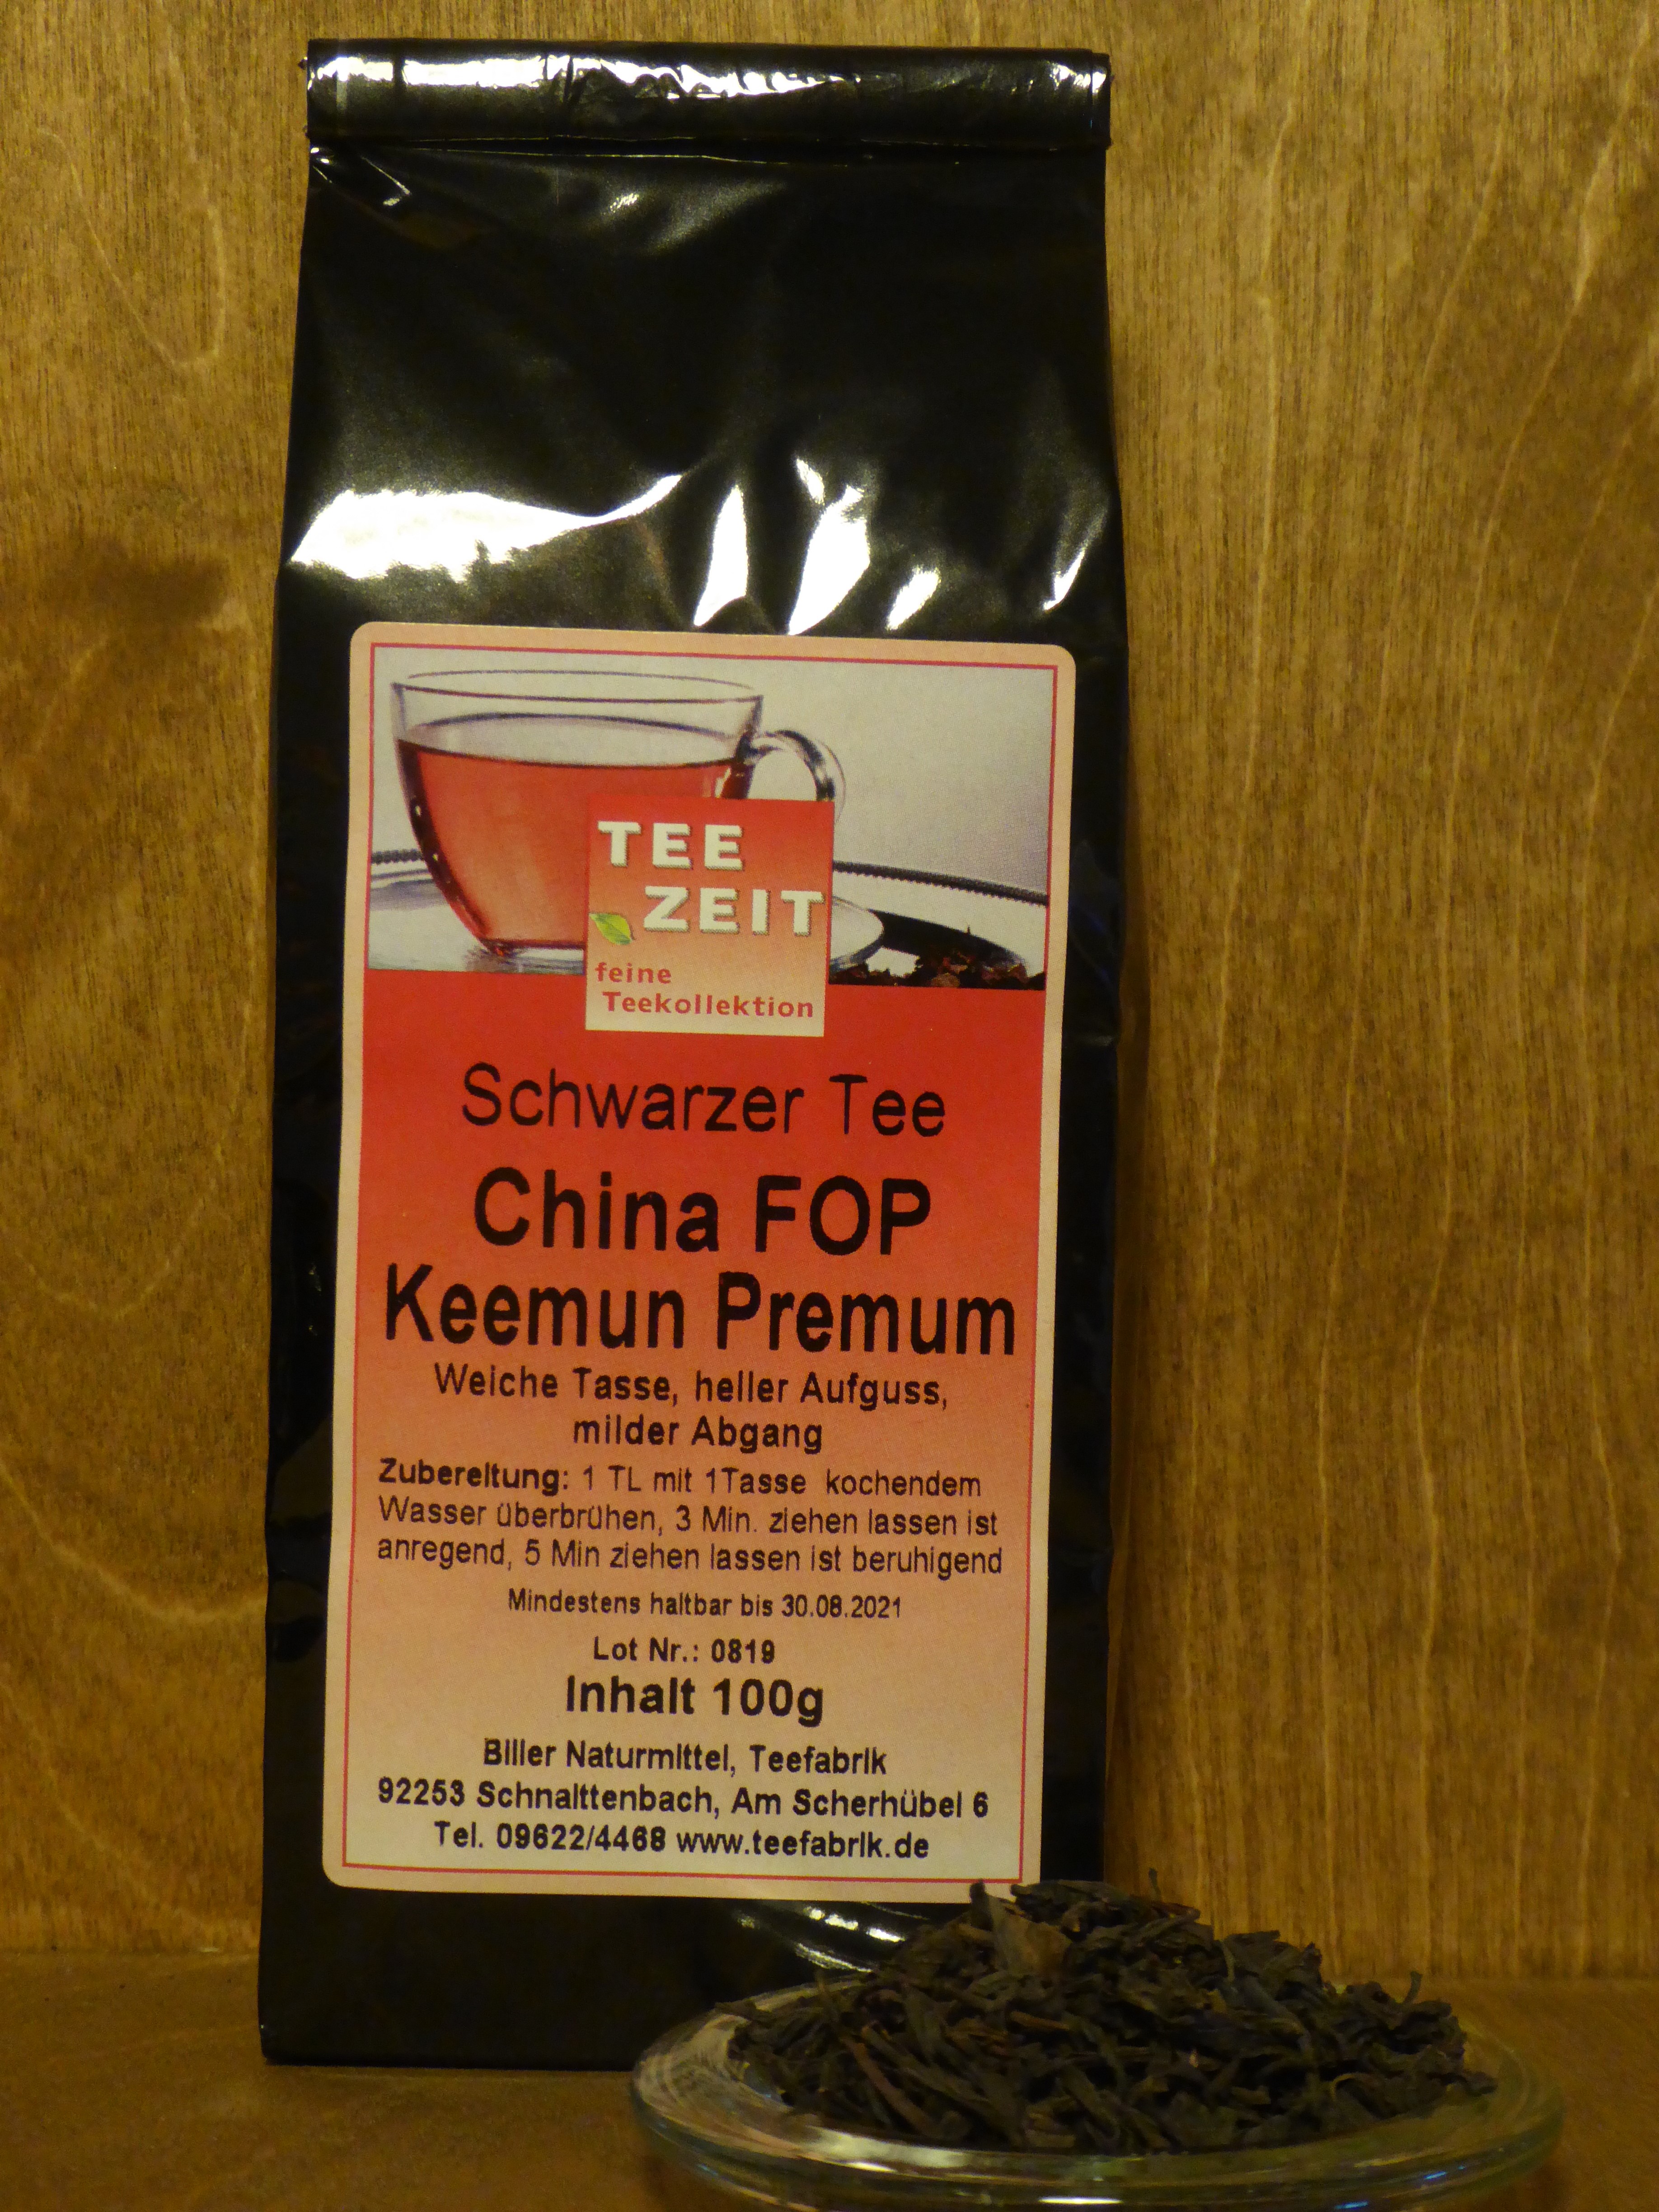 TEE
ZEIT
feine
Teekollektion
Schwarzer Tee
China FOP
Keemun Premum
Weiche Tasse, heller Aufguss,
milder Abgang
Zubereitung: 1 TL mit 1Tasse kochendem
Wasser überbrühen, 3 Min. ziehen lassen ist
anregend, 5 Min ziehen lassen ist beruhigend
Mindestens haltbar bis 30.08.2021
Lot Nr.: 0819
Inhalt 100g
Biller Naturmittel, Teefabrik
92253 Schnaittenbach, Am Scherhübel 6
Tel. 09622/4468 www.teefabrik.de